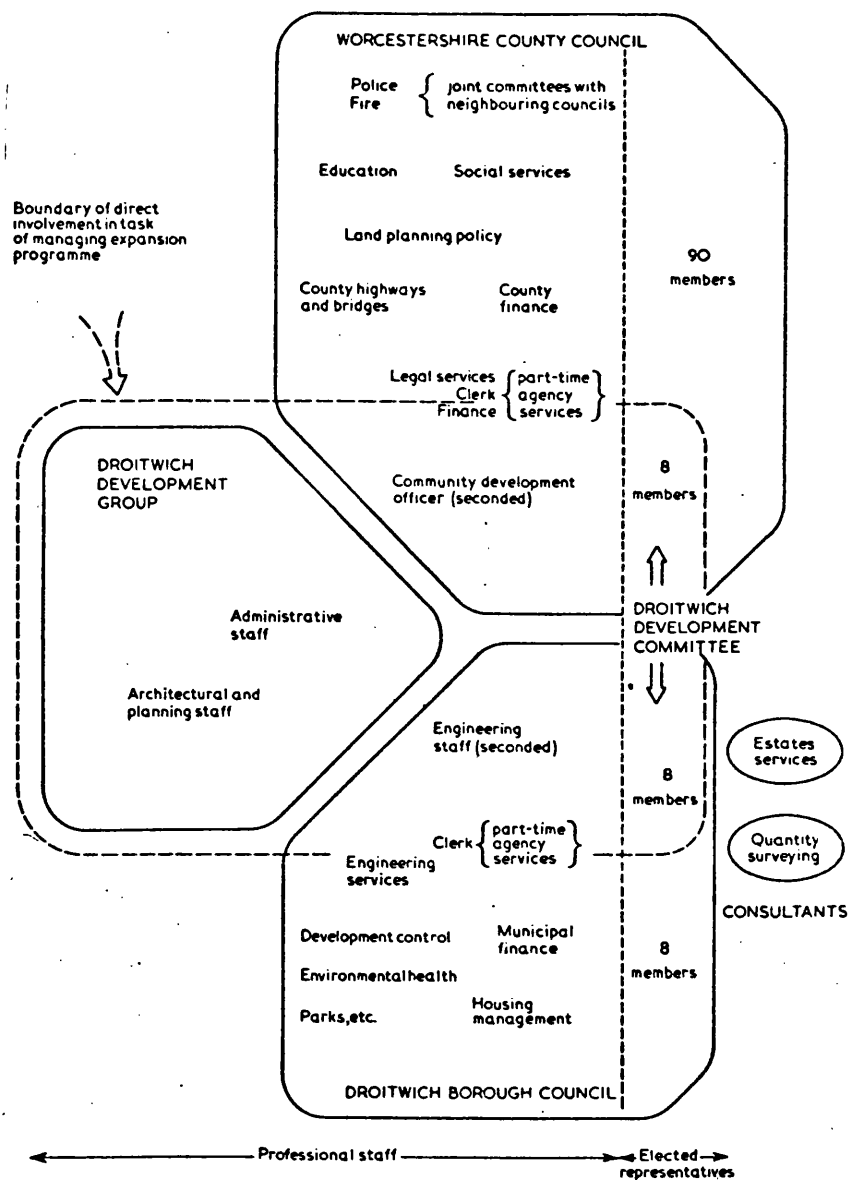 WORCESTERSHIRE COUNTY COUNCIL
Police
Fire
joint committees with
neighbouring councils
Education
Social services
Boundary of direct
involvement in task
of managing expansion
programme
Land planning policy
90
members
County highways
and bridges
County
finance
Legal services
Clerk
Finance
part-time
agency
services
DROITWICH
DEVELOPMENT
GROUP
Community development
officer (seconded)
8
members
Administrative
staff
DROITWICH
DEVELOPMENT
COMMITTEE
Architectural and
planning staff
Engineering
staff (seconded)
8
members
Estates
services
Clerk
part-time
agency
services
Quantity
surveying
Engineering
services
CONSULTANTS
Development control
Municipal
finance
8
members
Environmental health
Parks, etc.
Housing
management
DROITWICH BOROUGH COUNCIL
Professional staff
Elected
representatives